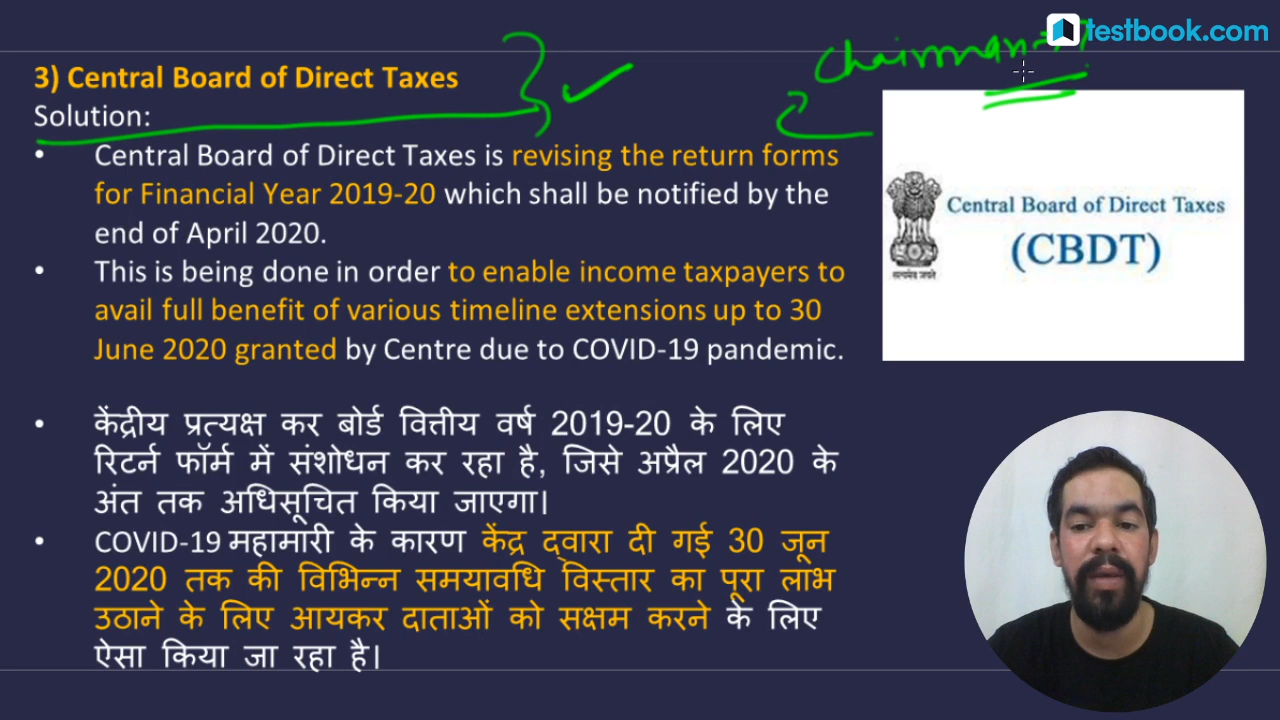 testbook.com
Chairman - ?
3) Central Board of Direct Taxes
Solution:
• Central Board of Direct Taxes is revising the return forms
for Financial Year 2019-20 which shall be notified by the
end of April 2020.
• This is being done in order to enable income taxpayers to
avail full benefit of various timeline extensions up to 30
June 2020 granted by Centre due to COVID-19 pandemic.
• केंद्रीय प्रत्यक्ष कर बोर्ड वित्तीय वर्ष 2019-20 के लिए
रिटर्न फॉर्म में संशोधन कर रहा है, जिसे अप्रैल 2020 के
अंत तक अधिसूचित किया जाएगा।
• COVID-19 महामारी के कारण केंद्र द्वारा दी गई 30 जून
2020 तक की विभिन्न समयावधि विस्तार का पूरा लाभ
उठाने के लिए आयकर दाताओं को सक्षम करने के लिए
ऐसा किया जा रहा है।
Central Board of Direct Taxes
(CBDT)
सत्यमेव जयते